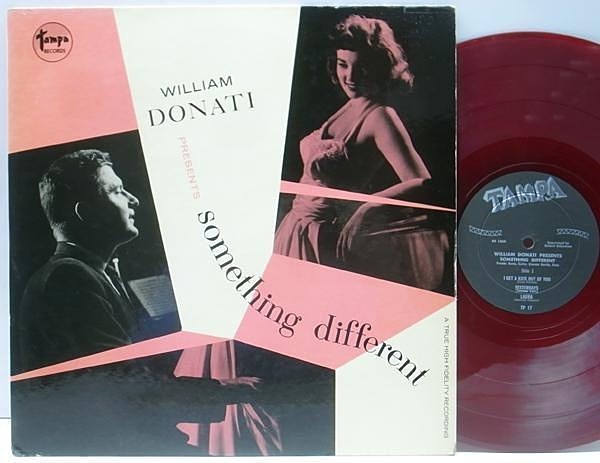 Tampa
RECORDS
WILLIAM
DONATI
PRESENTS
something different
A TRUE HIGH FIDELITY RECORDING
TAMPA
WILLIAM DONATI PRESENTS
SOMETHING DIFFERENT
Side 1
I GET A KICK OUT OF YOU
YESTERDAYS
LAURA
TP 17